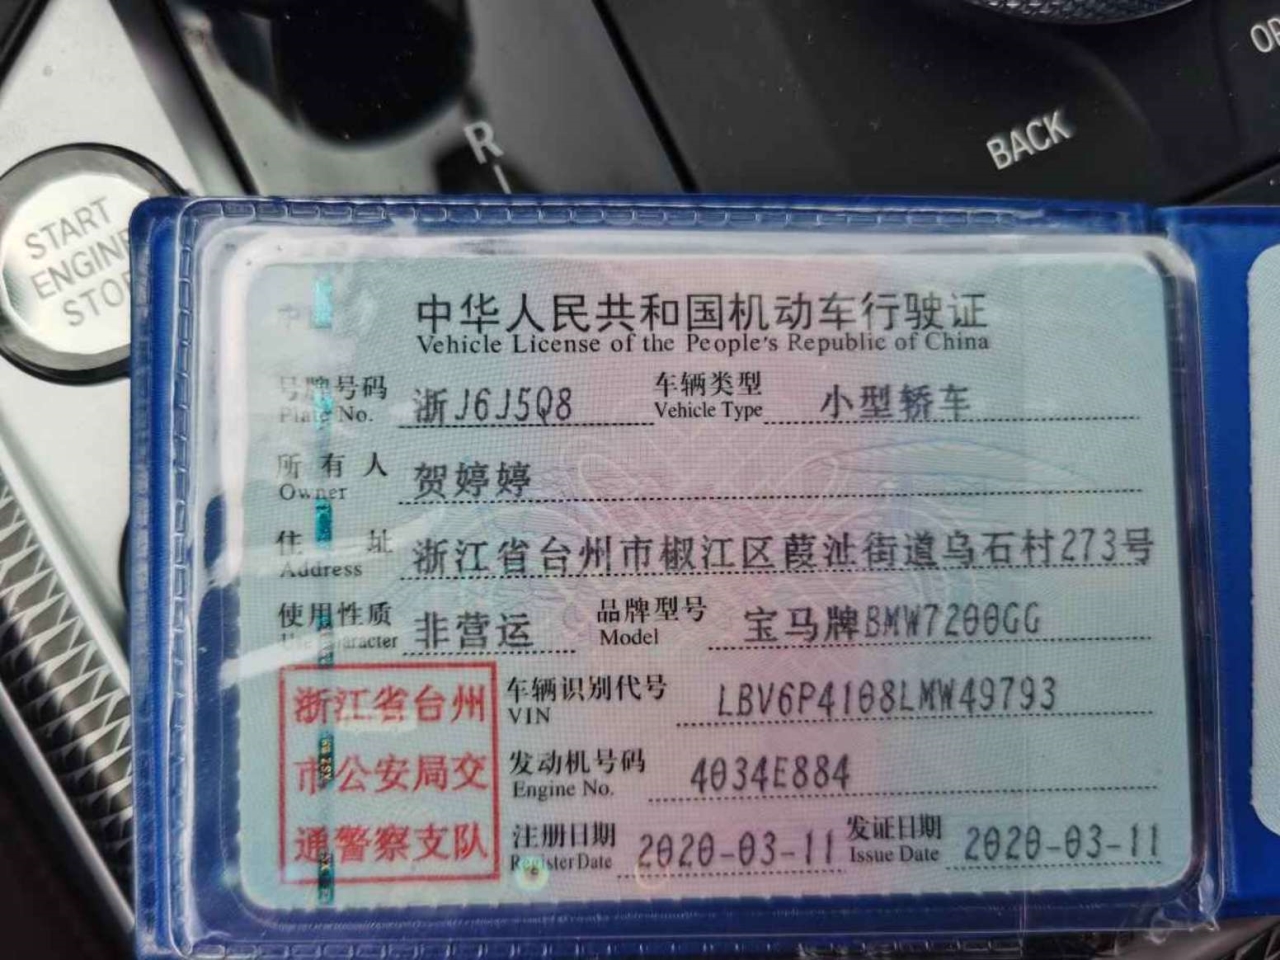 R
BACK
START
ENGINE
STOP
中华人民共和国机动车行驶证
Vehicle License of the People's Republic of China
号牌号码 浙J6J5Q8 车辆类型 小型轿车
Plate No. Vehicle Type
所有人 贺婷婷
Owner
住址 浙江省台州市椒江区葭沚街道乌石村273号
Address
使用性质 非营运 品牌型号 宝马牌BMW7200GG
Use Character Model
浙江省台州
市公安局交
通警察支队
车辆识别代号 LBV6P4108LMW49793
VIN
发动机号码 4034E884
Engine No.
注册日期 2020-03-11 发证日期 2020-03-11
Register Date Issue Date